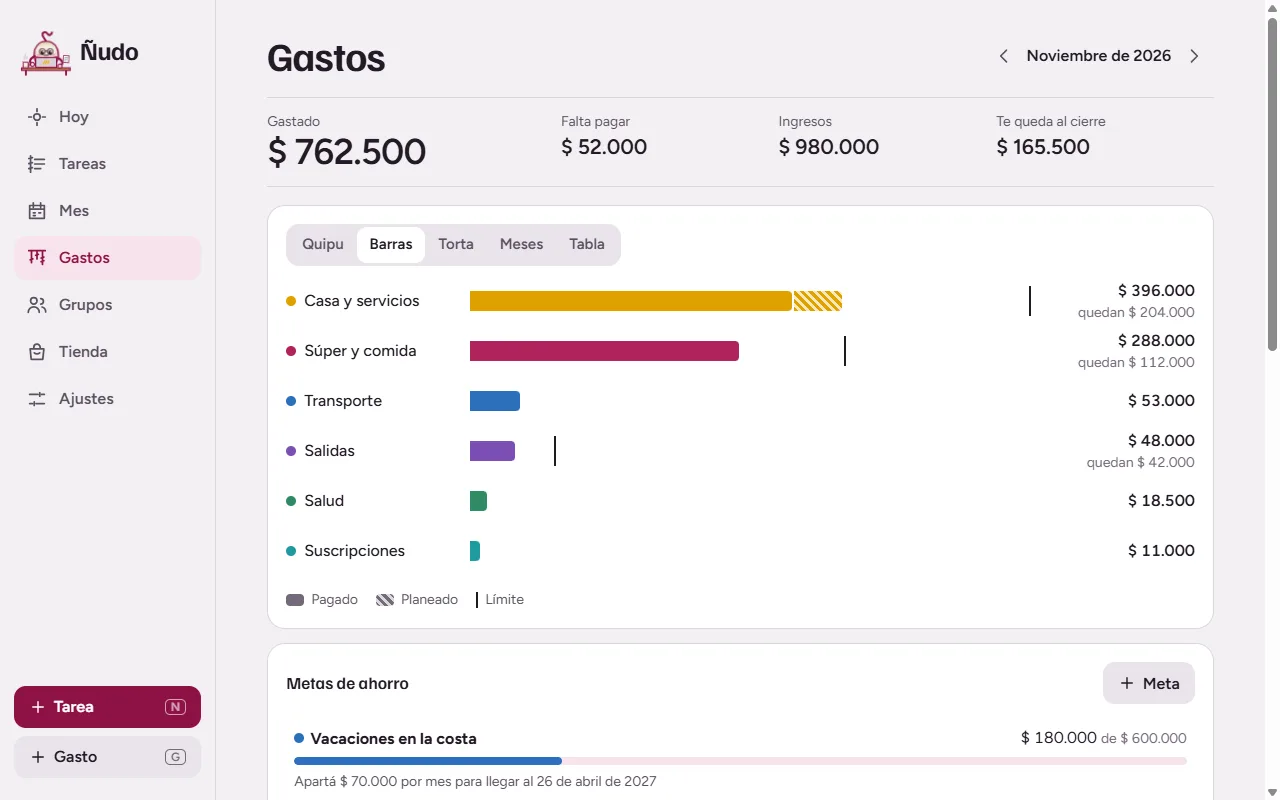 Ñudo
Hoy
Tareas
Mes
Gastos
Grupos
Tienda
Ajustes
+ Tarea N
+ Gasto G
Gastos
Noviembre de 2026
Gastado
$ 762.500
Falta pagar
$ 52.000
Ingresos
$ 980.000
Te queda al cierre
$ 165.500
Quipu Barras Torta Meses Tabla
Casa y servicios $ 396.000
quedan $ 204.000
Súper y comida $ 288.000
quedan $ 112.000
Transporte $ 53.000
Salidas $ 48.000
quedan $ 42.000
Salud $ 18.500
Suscripciones $ 11.000
Pagado Planeado Límite
Metas de ahorro
+ Meta
Vacaciones en la costa $ 180.000 de $ 600.000
Apartá $ 70.000 por mes para llegar al 26 de abril de 2027